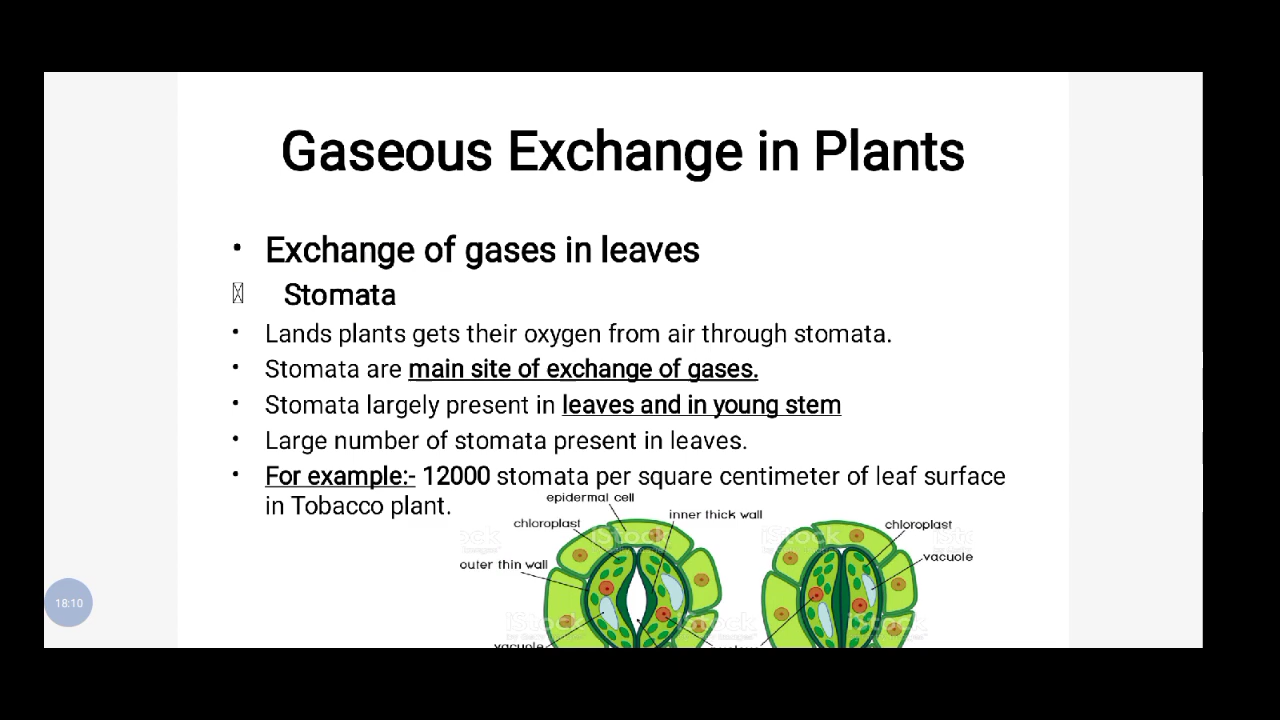 Gaseous Exchange in Plants
• Exchange of gases in leaves
Stomata
• Lands plants gets their oxygen from air through stomata.
• Stomata are main site of exchange of gases.
• Stomata largely present in leaves and in young stem
• Large number of stomata present in leaves.
• For example:- 12000 stomata per square centimeter of leaf surface
in Tobacco plant.
epidermal cell
inner thick wall
chloroplast
chloroplast
outer thin wall
vacuole
iStock
iStock
vacuole
18:10